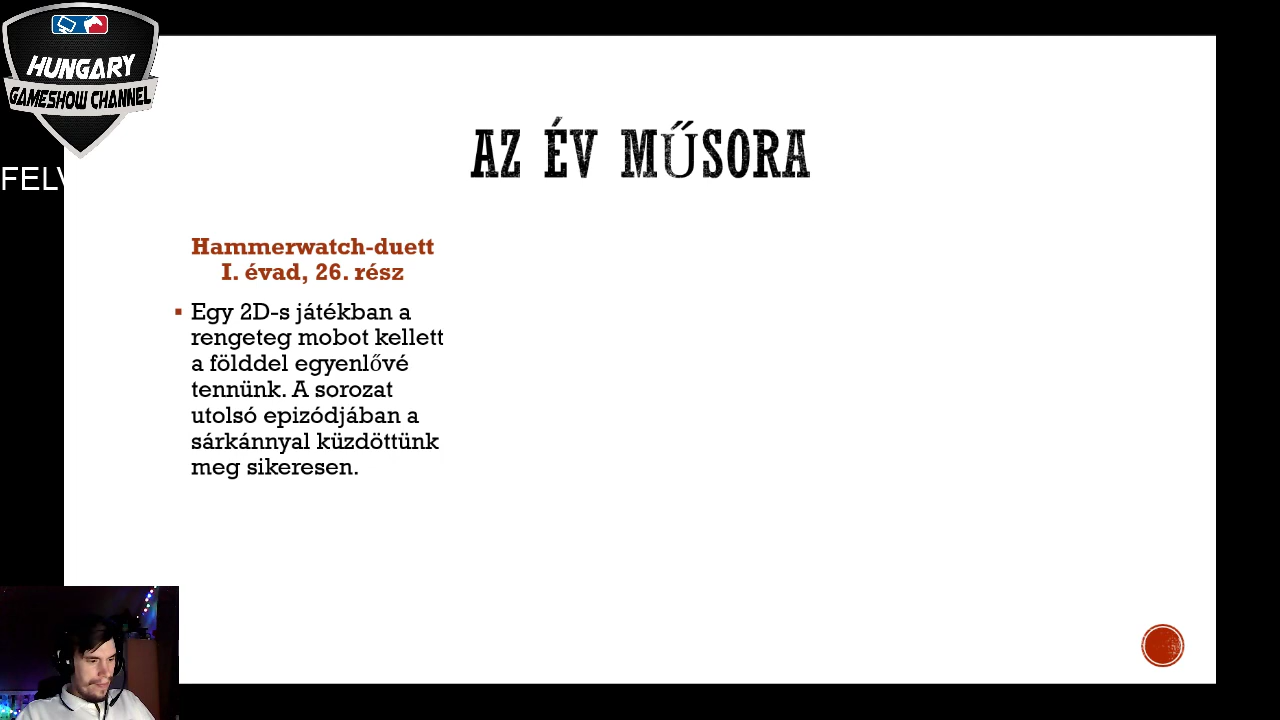 HUNGARY
GAMESHOW CHANNEL
FELV
AZ ÉV MŰSORA
Hammerwatch-duett
I. évad, 26. rész
Egy 2D-s játékban a
rengeteg mobot kellett
a földdel egyenlővé
tennünk. A sorozat
utolsó epizódjában a
sárkánnyal küzdöttünk
meg sikeresen.